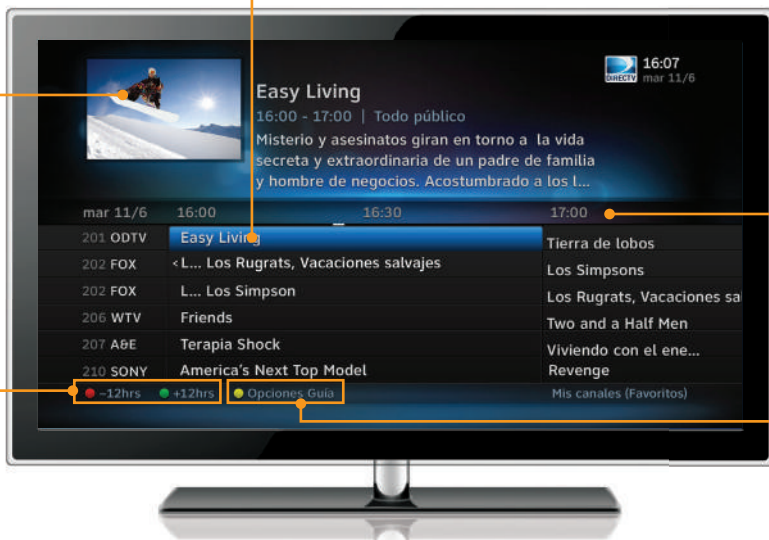 DIRECTV
16:07
mar 11/6
Easy Living
16:00 - 17:00 | Todo público
Misterio y asesinatos giran en torno a la vida
secreta y extraordinaria de un padre de familia
y hombre de negocios. Acostumbrado a los l...
mar 11/6 16:00 16:30 17:00
201 ODTV Easy Living Tierra de lobos
202 FOX <L... Los Rugrats, Vacaciones salvajes Los Simpsons
202 FOX L... Los Simpson Los Rugrats, Vacaciones sal
206 WTV Friends Two and a Half Men
207 A&E Terapia Shock Viviendo con el ene...
210 SONY America's Next Top Model Revenge
−12hrs +12hrs Opciones Guía Mis canales (Favoritos)